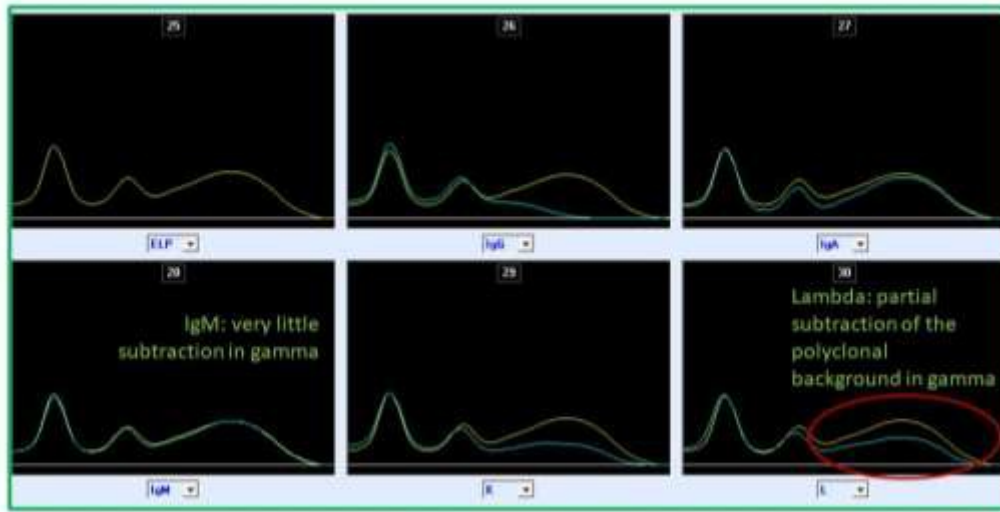 25
26
27
ELP
IgG
IgA
28
29
30
IgM: very little
subtraction in gamma
Lambda: partial
subtraction of the
polyclonal
background in gamma
IgM
K
L